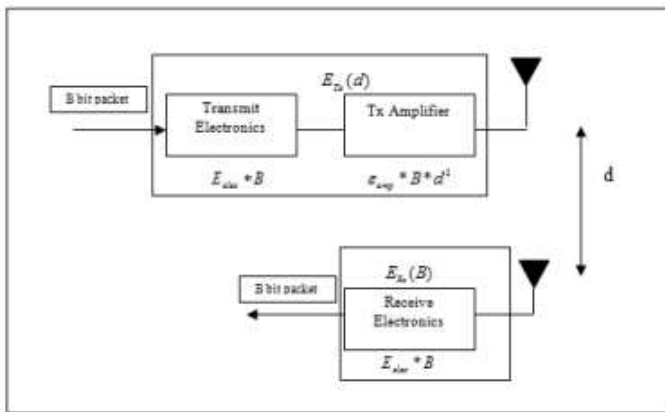 E_Tx(d)
B bit packet
Transmit
Electronics
Tx Amplifier
E_elec * B
ε_amp * B * d²
d
E_Rx(B)
B bit packet
Receive
Electronics
E_elec * B